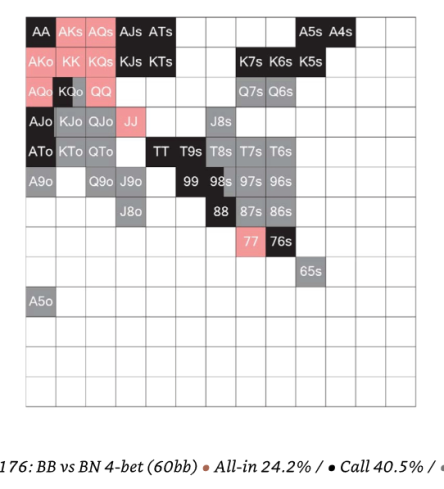 AA AKs AQs AJs ATs A5s A4s
AKo KK KQs KJs KTs K7s K6s K5s
AQo KQo QQ Q7s Q6s
AJo KJo QJo JJ J8s
ATo KTo QTo TT T9s T8s T7s T6s
A9o Q9o J9o 99 98s 97s 96s
J8o 88 87s 86s
77 76s
65s
A5o
176: BB vs BN 4-bet (60bb) • All-in 24.2% / • Call 40.5% / •